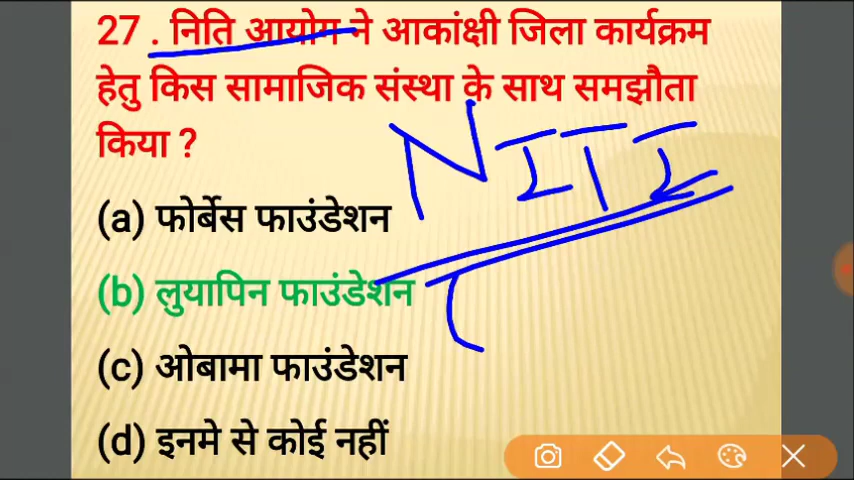 27 . निति आयोग ने आकांक्षी जिला कार्यक्रम
हेतु किस सामाजिक संस्था के साथ समझौता
किया ?
NITI
(a) फोर्बेस फाउंडेशन
(b) लुयापिन फाउंडेशन
(c) ओबामा फाउंडेशन
(d) इनमे से कोई नहीं